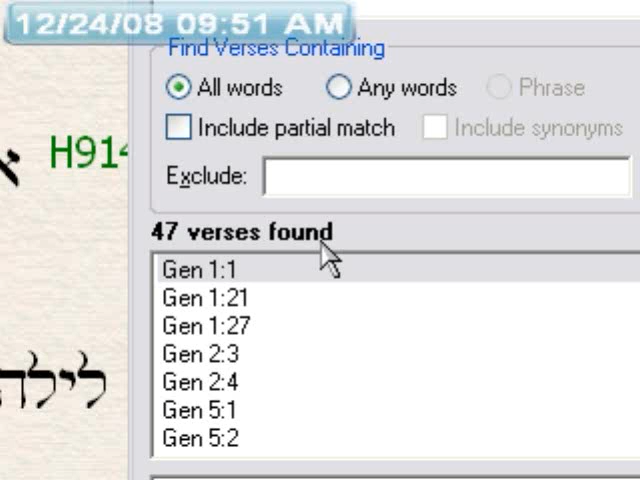 12/24/08 09:51 AM
Find Verses Containing
All words Any words Phrase
Include partial match Include synonyms
H914
Exclude:
47 verses found
Gen 1:1
Gen 1:21
Gen 1:27
Gen 2:3
Gen 2:4
Gen 5:1
Gen 5:2